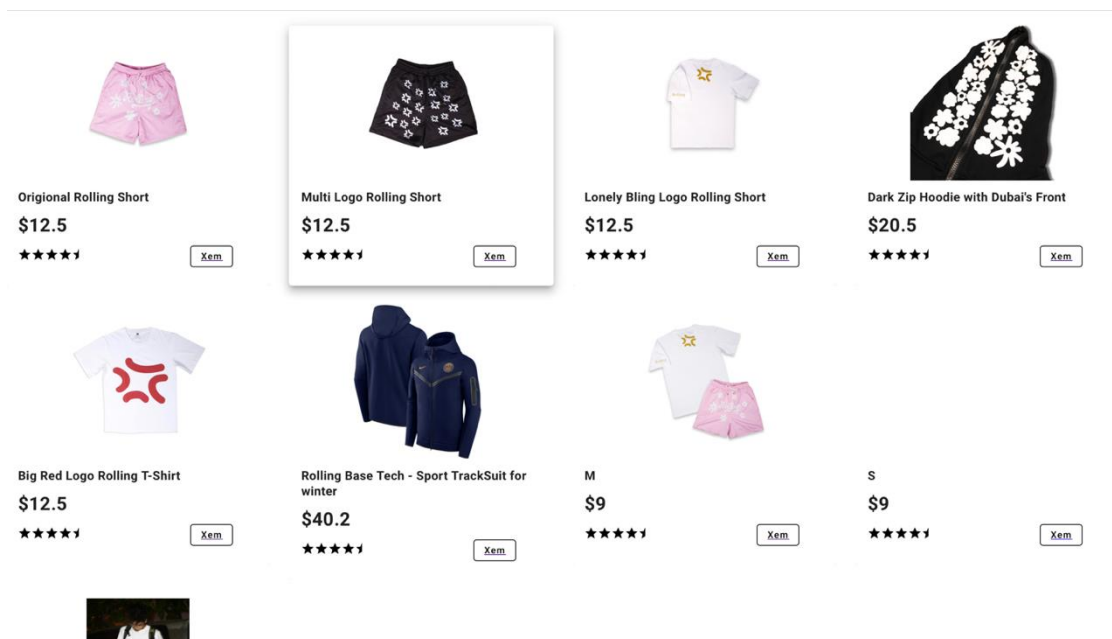 Origional Rolling Short
$12.5
Xem
Multi Logo Rolling Short
$12.5
Xem
Lonely Bling Logo Rolling Short
$12.5
Xem
Dark Zip Hoodie with Dubai's Front
$20.5
Xem
Big Red Logo Rolling T-Shirt
$12.5
Xem
Rolling Base Tech - Sport TrackSuit for
winter
$40.2
Xem
M
$9
Xem
S
$9
Xem